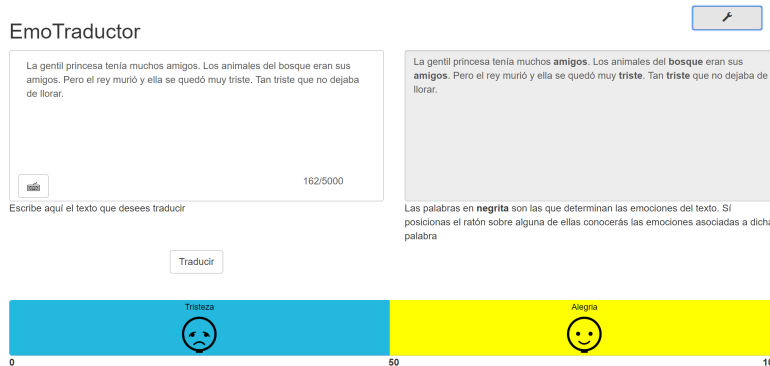 EmoTraductor
La gentil princesa tenía muchos amigos. Los animales del bosque eran sus
amigos. Pero el rey murió y ella se quedó muy triste. Tan triste que no dejaba
de llorar.
162/5000
Escribe aquí el texto que desees traducir
La gentil princesa tenía muchos amigos. Los animales del bosque eran sus
amigos. Pero el rey murió y ella se quedó muy triste. Tan triste que no dejaba de
llorar.
Las palabras en negrita son las que determinan las emociones del texto. Sí
posicionas el ratón sobre alguna de ellas conocerás las emociones asociadas a dicha
palabra
Traducir
Tristeza
Alegria
0
50